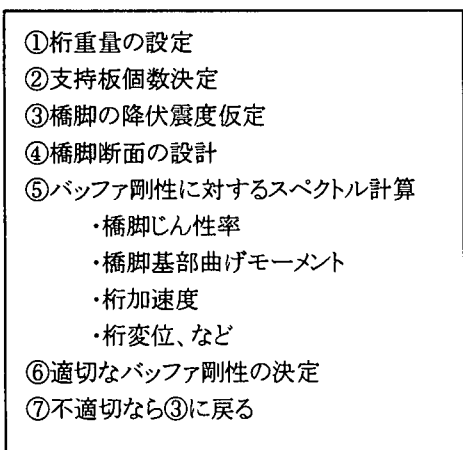 ①桁重量の設定
②支持板個数決定
③橋脚の降伏震度仮定
④橋脚断面の設計
⑤バッファ剛性に対するスペクトル計算
・橋脚じん性率
・橋脚基部曲げモーメント
・桁加速度
・桁変位、など
⑥適切なバッファ剛性の決定
⑦不適切なら③に戻る